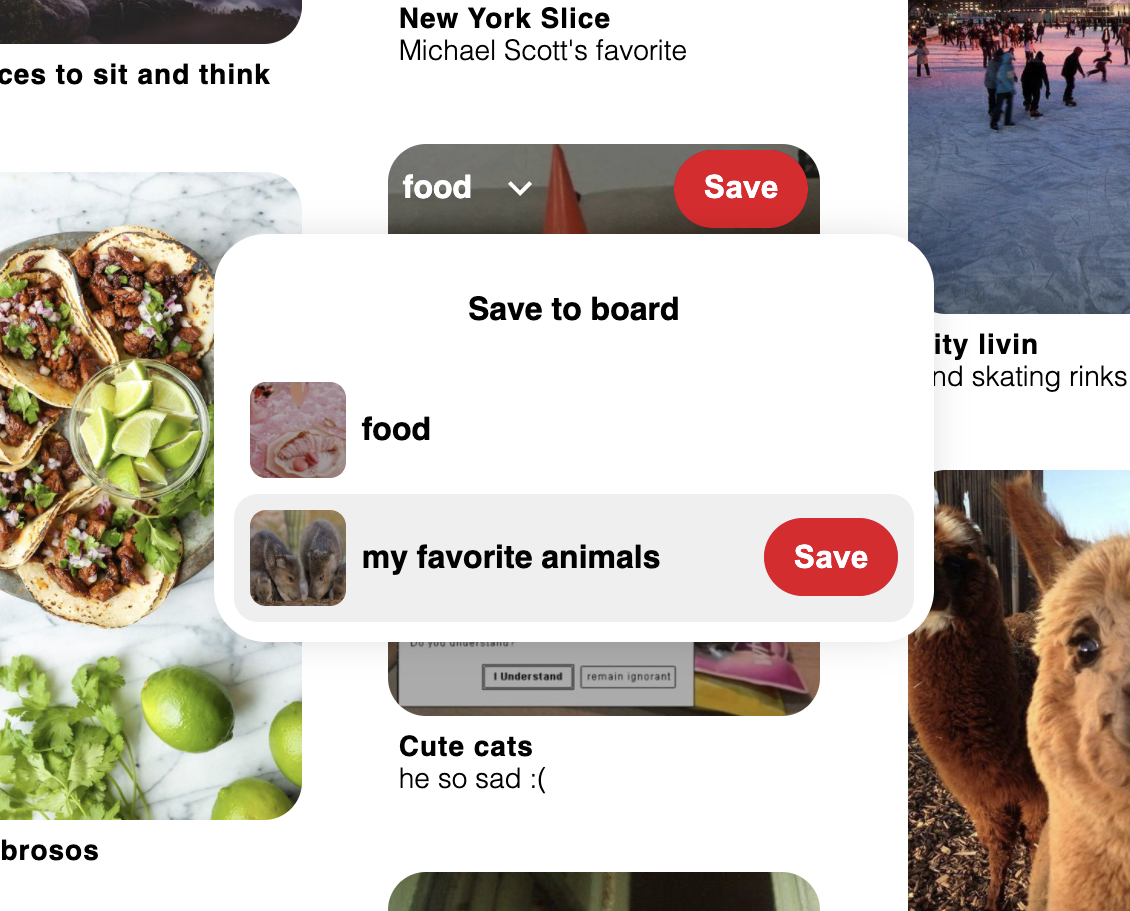 New York Slice
Michael Scott's favorite
ces to sit and think
food
Save
Save to board
food
my favorite animals
Save
ity livin
nd skating rinks
Do you understand?
I Understand
remain ignorant
Cute cats
he so sad :(
brosos